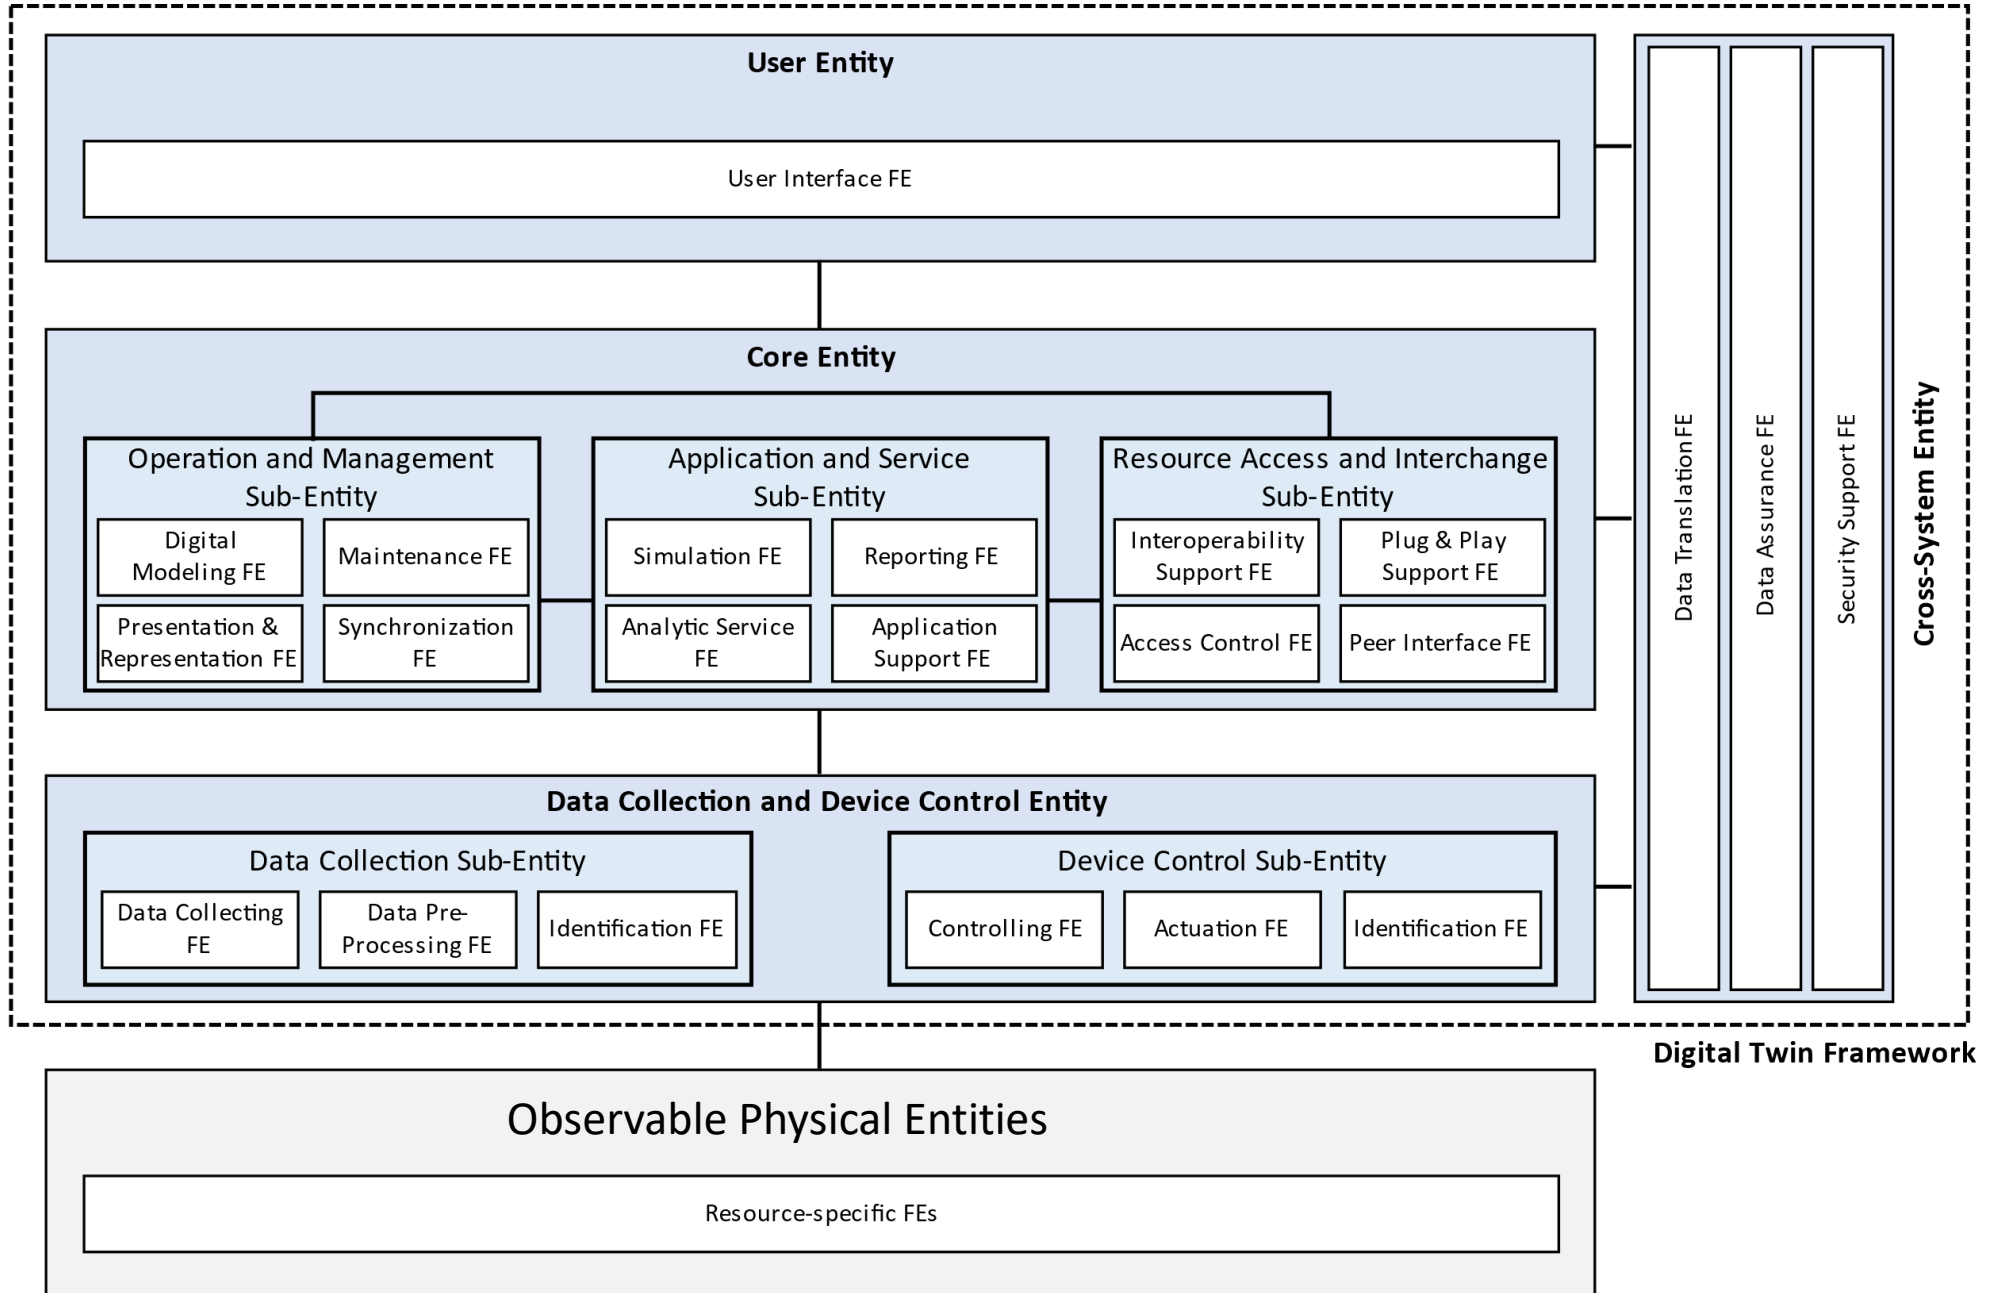 User Entity
User Interface FE
Core Entity
Operation and Management
Sub-Entity
Digital
Modeling FE
Maintenance FE
Presentation &
Representation FE
Synchronization
FE
Application and Service
Sub-Entity
Simulation FE
Reporting FE
Analytic Service
FE
Application
Support FE
Resource Access and Interchange
Sub-Entity
Interoperability
Support FE
Plug & Play
Support FE
Access Control FE
Peer Interface FE
Data Collection and Device Control Entity
Data Collection Sub-Entity
Data Collecting
FE
Data Pre-
Processing FE
Identification FE
Device Control Sub-Entity
Controlling FE
Actuation FE
Identification FE
Data Translation FE
Data Assurance FE
Security Support FE
Cross-System Entity
Digital Twin Framework
Observable Physical Entities
Resource-specific FEs